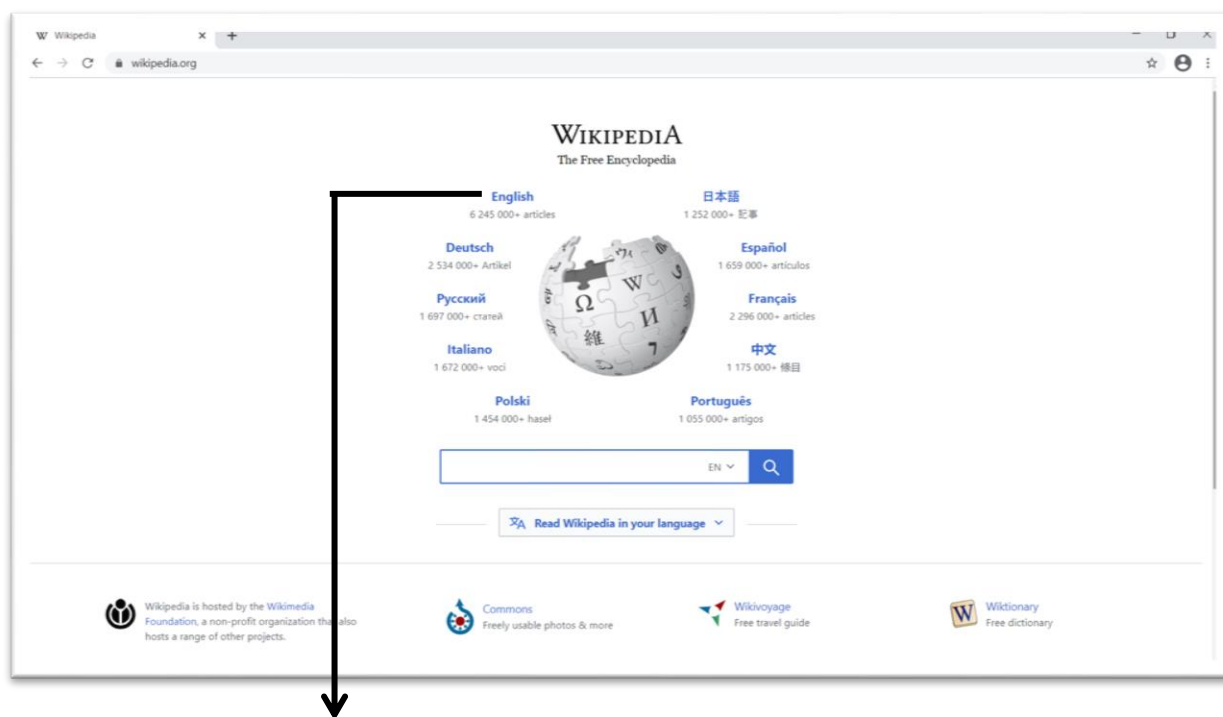 Wikipedia
wikipedia.org
WIKIPEDIA
The Free Encyclopedia
English
6 245 000+ articles
日本語
1 252 000+ 記事
Deutsch
2 534 000+ Artikel
Español
1 659 000+ artículos
Русский
1 697 000+ статей
Français
2 296 000+ articles
Italiano
1 672 000+ voci
中文
1 175 000+ 條目
Polski
1 454 000+ haseł
Português
1 055 000+ artigos
EN
Read Wikipedia in your language
Wikipedia is hosted by the Wikimedia
Foundation, a non-profit organization that also
hosts a range of other projects.
Commons
Freely usable photos & more
Wikivoyage
Free travel guide
W
Wiktionary
Free dictionary